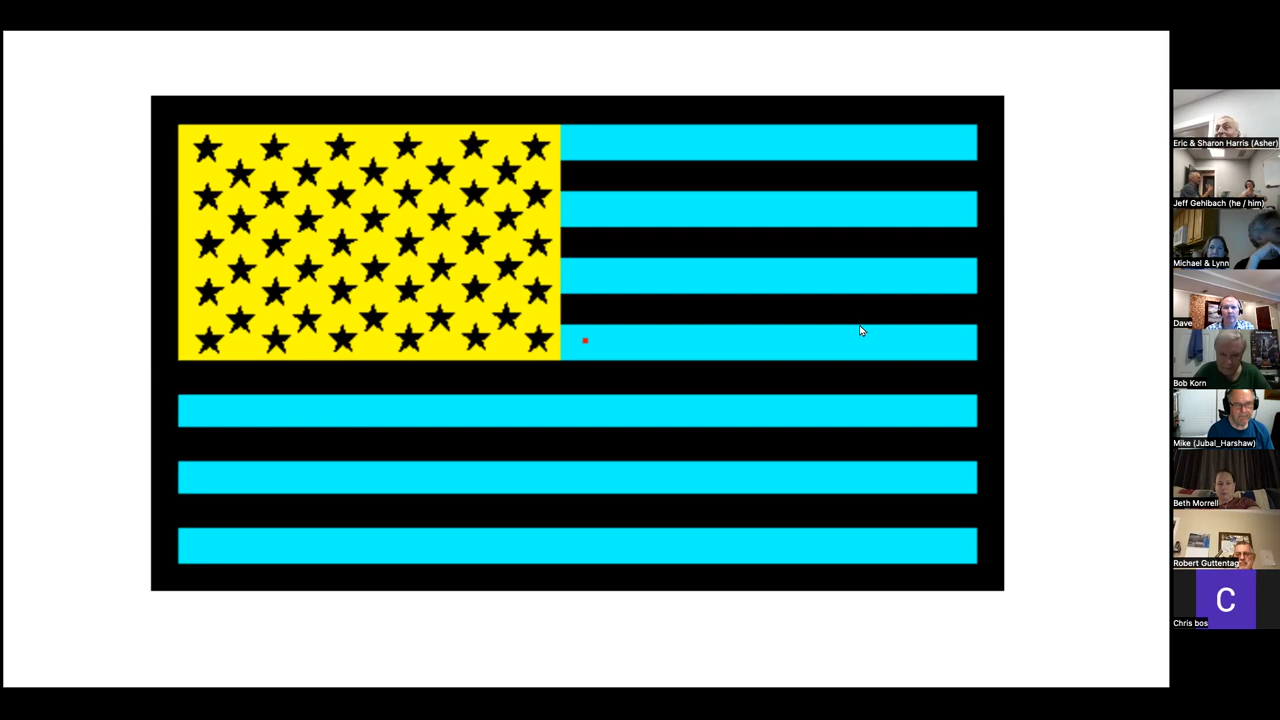 Eric & Sharon Harris (Asher)
Jeff Gehlbach (he / him)
Michael & Lynn
Dave
Bob Korn
Mike (Jubal_Harshaw)
Beth Morrell
Robert Guttentag
C
Chris bos